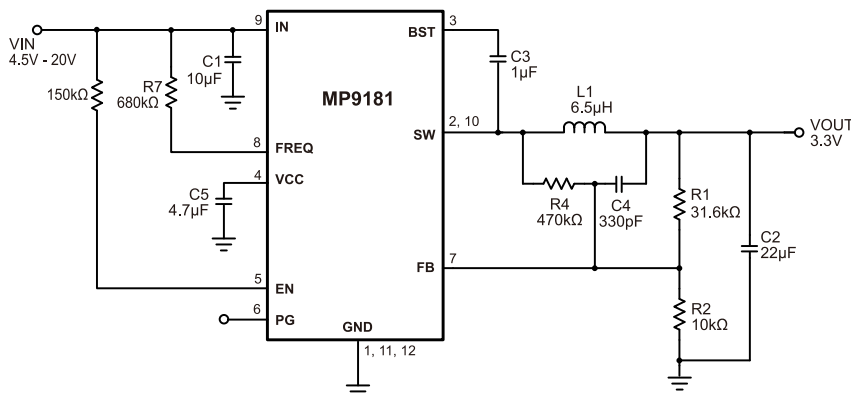 VIN
4.5V - 20V
150kΩ
R7
680kΩ
C1
10µF
C5
4.7µF
9
IN
8
FREQ
4
VCC
5
EN
6
PG
MP9181
GND
1, 11, 12
BST
3
SW
2, 10
FB
7
C3
1µF
L1
6.5µH
R4
470kΩ
C4
330pF
R1
31.6kΩ
R2
10kΩ
C2
22µF
VOUT
3.3V